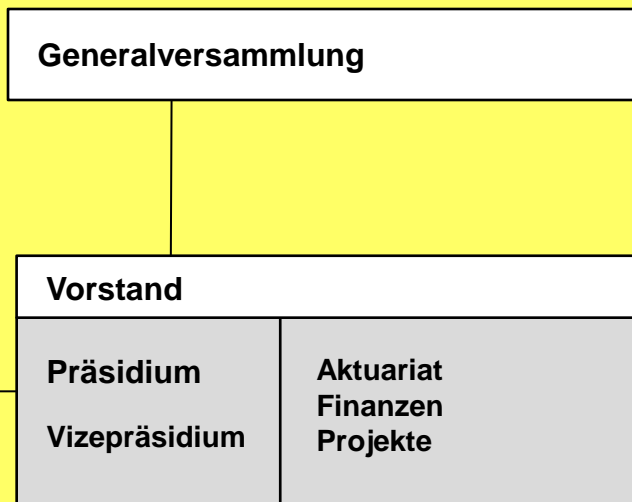 Generalversammlung
Vorstand
Präsidium
Vizepräsidium
Aktuariat
Finanzen
Projekte